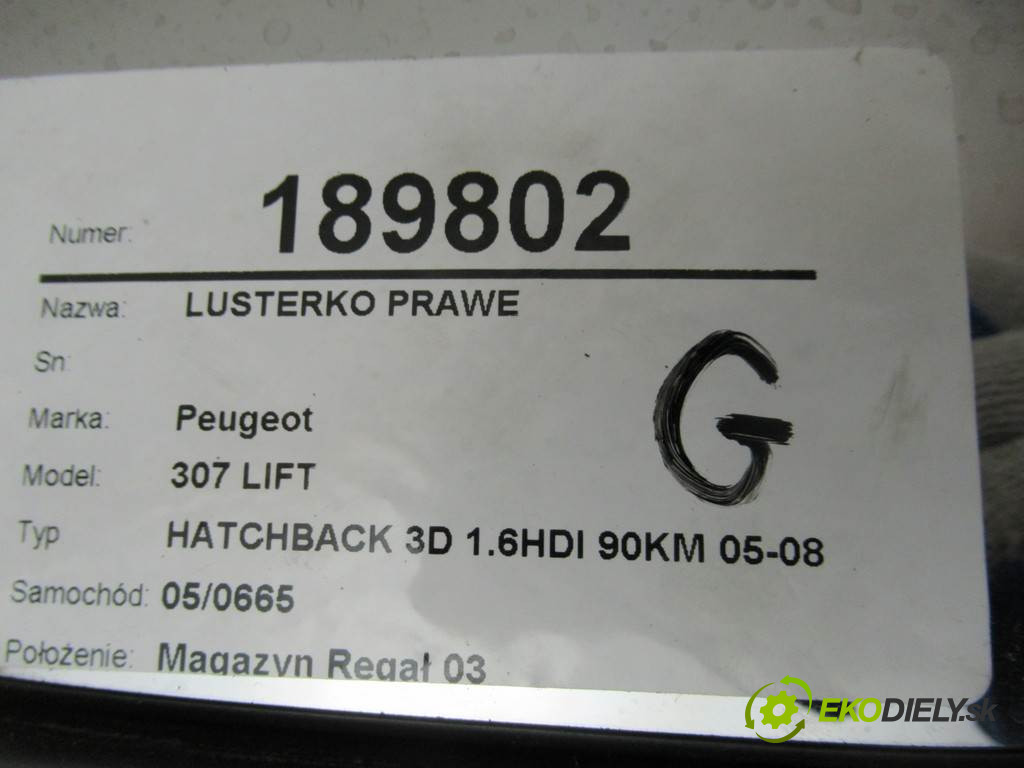 Numer: 189802
Nazwa: LUSTERKO PRAWE
Sn:
Marka: Peugeot
Model: 307 LIFT
Typ HATCHBACK 3D 1.6HDI 90KM 05-08
Samochód: 05/0665
Położenie: Magazyn Regał 03
G
EKODIELY.sk